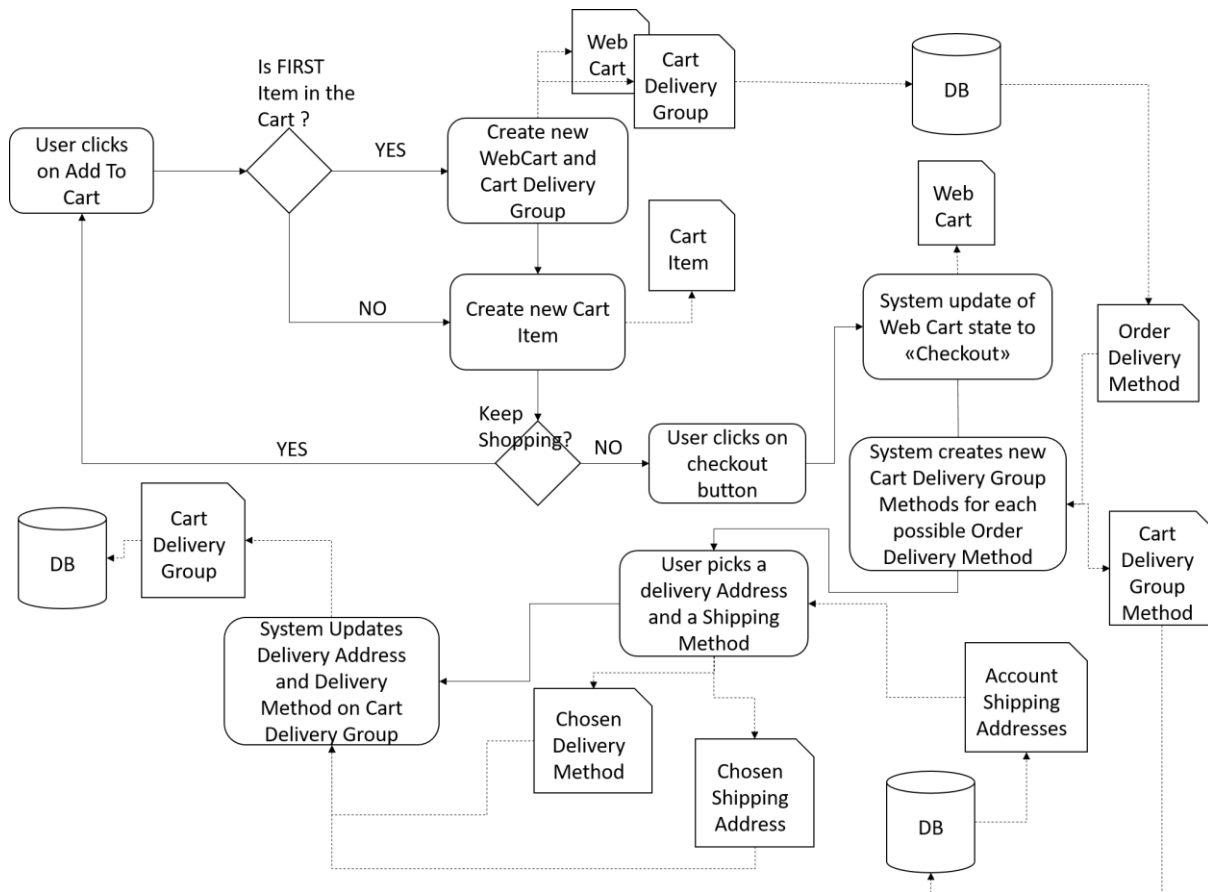 Is FIRST
Item in the
Cart ?
Web
Cart
Cart
Delivery
Group
DB
User clicks
on Add To
Cart
YES
Create new
WebCart and
Cart Delivery
Group
Web
Cart
Cart
Item
NO
Create new Cart
Item
System update of
Web Cart state to
«Checkout»
Order
Delivery
Method
Keep
Shopping?
YES
NO
User clicks on
checkout
button
System creates new
Cart Delivery Group
Methods for each
possible Order
Delivery Method
Cart
Delivery
Group
DB
Cart
Delivery
Group
Method
User picks a
delivery Address
and a Shipping
Method
System Updates
Delivery Address
and Delivery
Method on Cart
Delivery Group
Account
Shipping
Addresses
Chosen
Delivery
Method
Chosen
Shipping
Address
DB